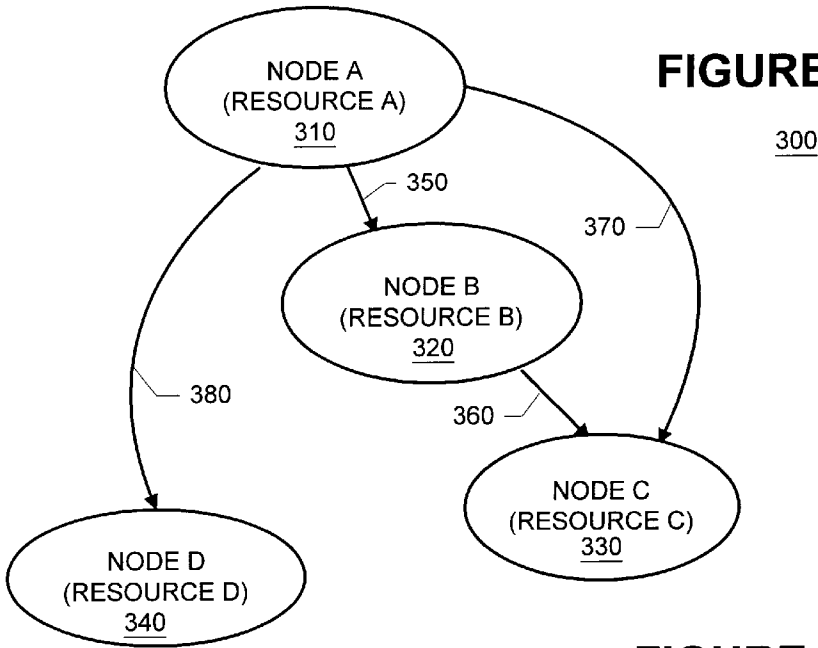 NODE A
(RESOURCE A)
310
FIGURE
300
350
370
NODE B
(RESOURCE B)
320
380
360
NODE C
(RESOURCE C)
330
NODE D
(RESOURCE D)
340
FIGURE